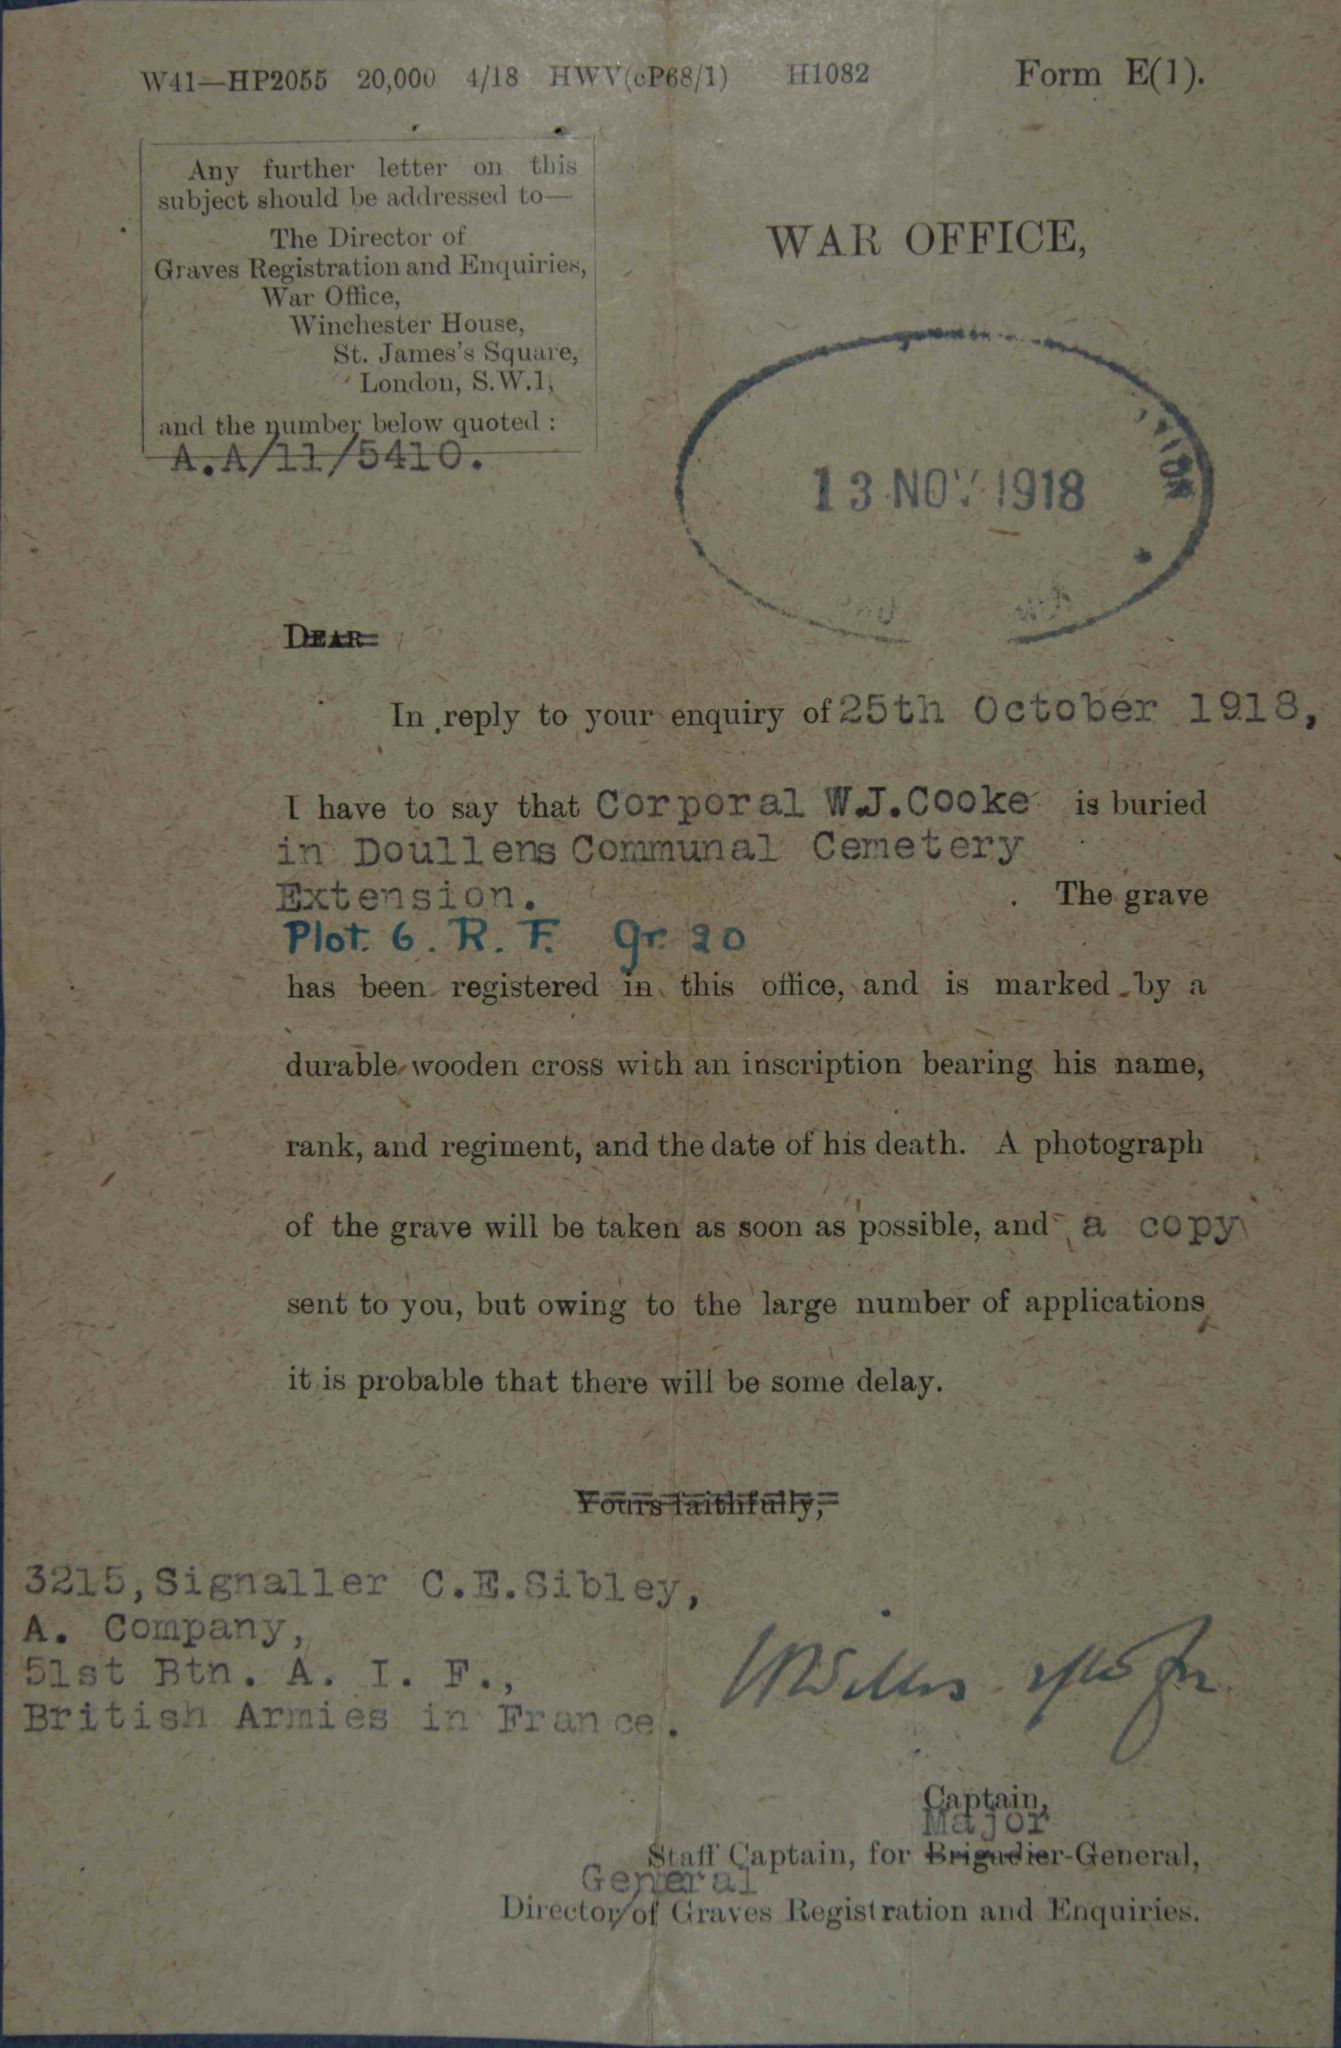 W41—HP2055 20,000 4/18 HWV(cP68/1) H1082 Form E(1).
Any further letter on this
subject should be addressed to—
The Director of
Graves Registration and Enquiries,
War Office,
Winchester House,
St. James's Square,
London, S.W.1,
and the number below quoted :
A.A/11/5410.
WAR OFFICE,
13 NOV 1918
DEAR
In reply to your enquiry of 25th October 1918,
I have to say that Corporal W.J.Cooke is buried
in Doullens Communal Cemetery
Extension. . The grave
Plot. 6. R. F. gr. 20
has been registered in this office, and is marked by a
durable wooden cross with an inscription bearing his name,
rank, and regiment, and the date of his death. A photograph
of the grave will be taken as soon as possible, and a copy
sent to you, but owing to the large number of applications
it is probable that there will be some delay.
Yours faithfully,
3215, Signaller C.E.Sibley,
A. Company,
51st Btn. A. I. F.,
British Armies in France.
Captain,
Major
Staff Captain, for Brigadier-General,
General
Director/of Graves Registration and Enquiries.